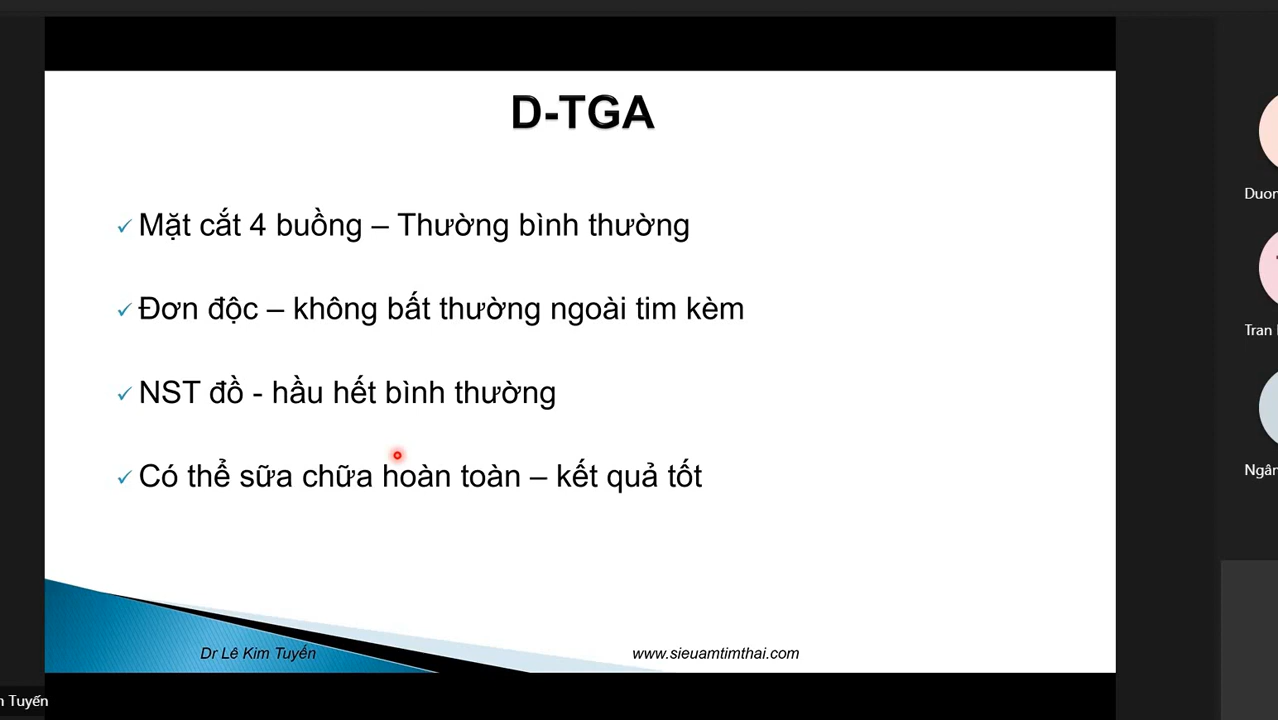 D-TGA
Mặt cắt 4 buồng – Thường bình thường
Đơn độc – không bất thường ngoài tim kèm
NST đồ - hầu hết bình thường
Có thể sữa chữa hoàn toàn – kết quả tốt
Dr Lê Kim Tuyến
www.sieuamtimthai.com
Tuyến
Duon
Tran
Ngân